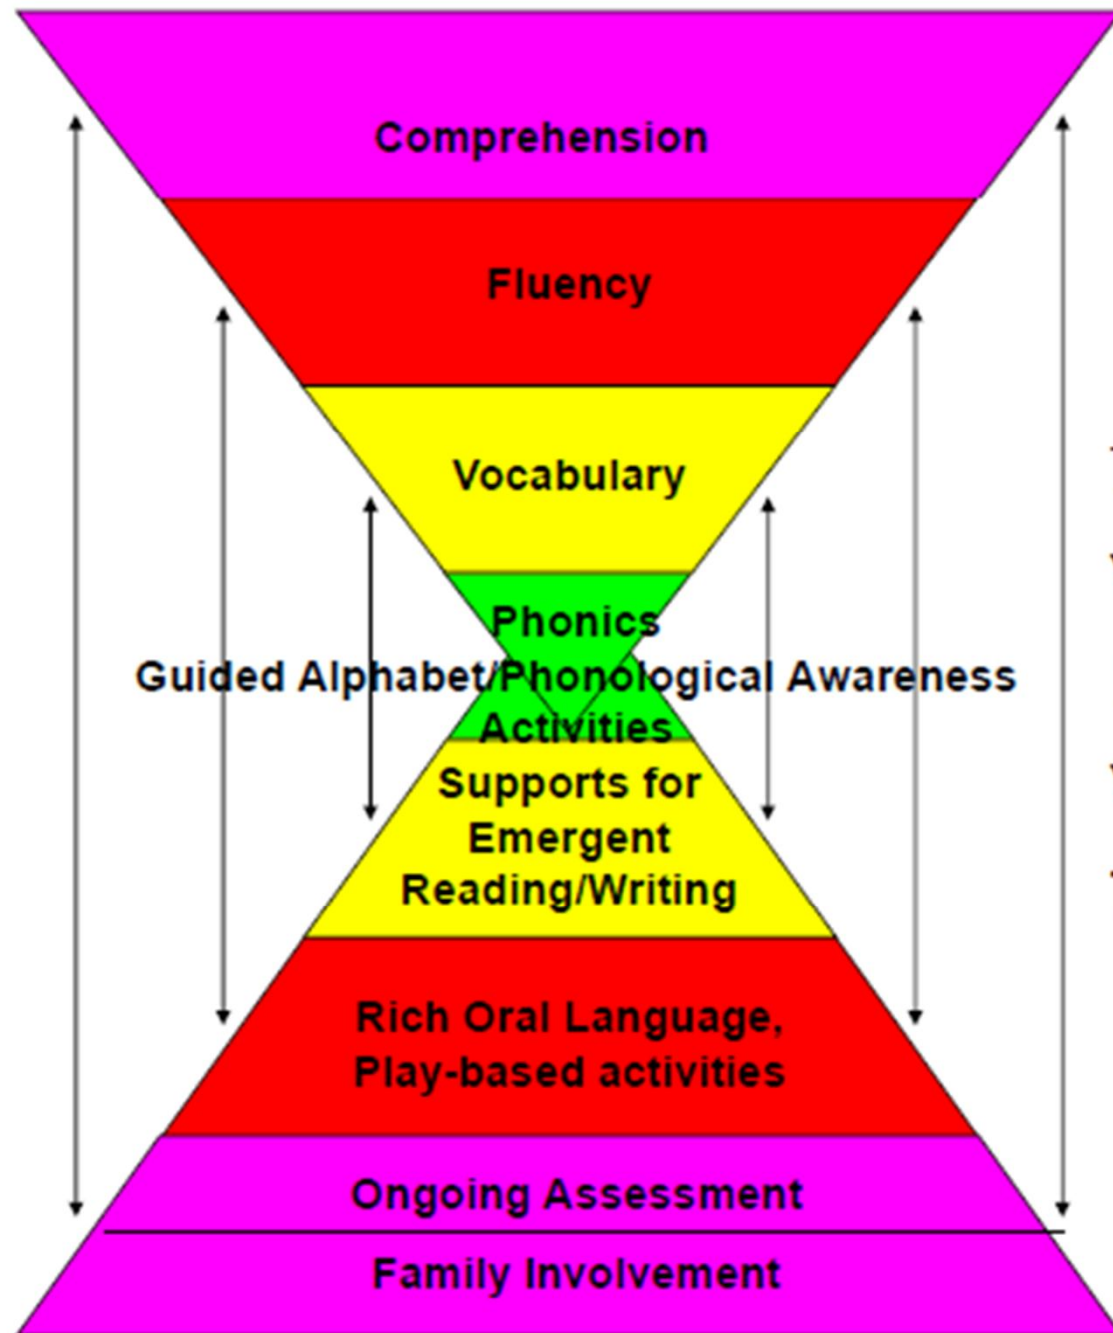 Comprehension
Fluency
Vocabulary
Phonics
Guided Alphabet/Phonological Awareness
Activities
Supports for
Emergent
Reading/Writing
Rich Oral Language,
Play-based activities
Ongoing Assessment
Family Involvement